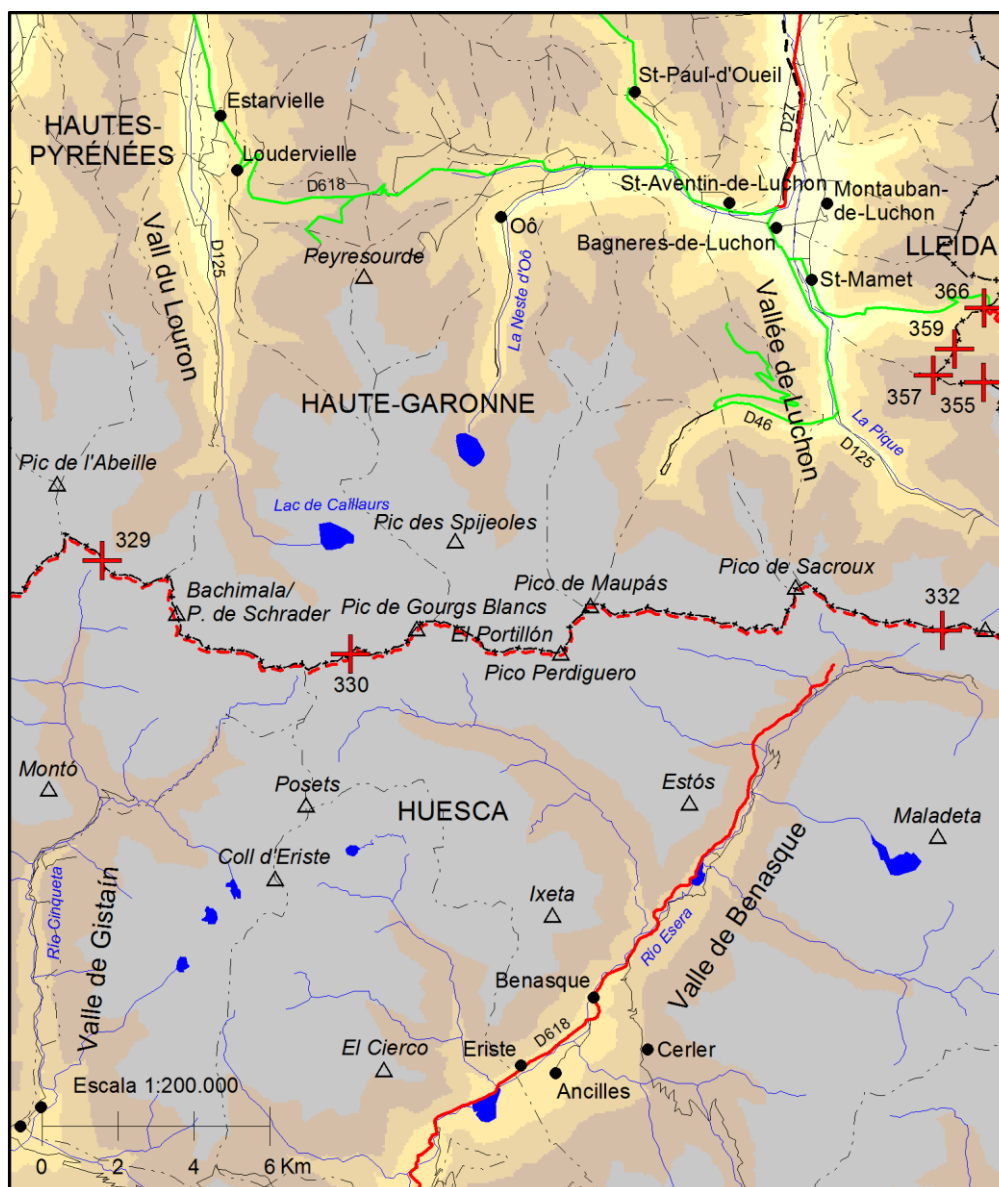 St-Paul-d'Oueil
Estarvielle
HAUTES-
PYRÉNÉES
D27
Loudervielle
D618
St-Aventin-de-Luchon
Montauban-
de-Luchon
Oô
Bagneres-de-Luchon
LLEIDA
Vall du Louron
D125
Peyresourde
La Neste d'Oô
St-Mamet
366
Vallée de Luchon
359
357
355
HAUTE-GARONNE
D46
La Pique
D125
Pic de l'Abeille
Lac de Caillaurs
Pic des Spijeoles
329
Pico de Sacroux
Bachimala/
P. de Schrader
Pico de Maupás
Pic de Gourgs Blancs
332
El Portillón
330
Pico Perdiguero
Montó
Posets
HUESCA
Estós
Maladeta
Coll d'Eriste
Ixeta
Río Cinqueta
Valle de Gistaín
Río Esera
Valle de Benasque
Benasque
D618
El Cierco
Eriste
Cerler
Ancilles
Escala 1:200.000
0 2 4 6 Km